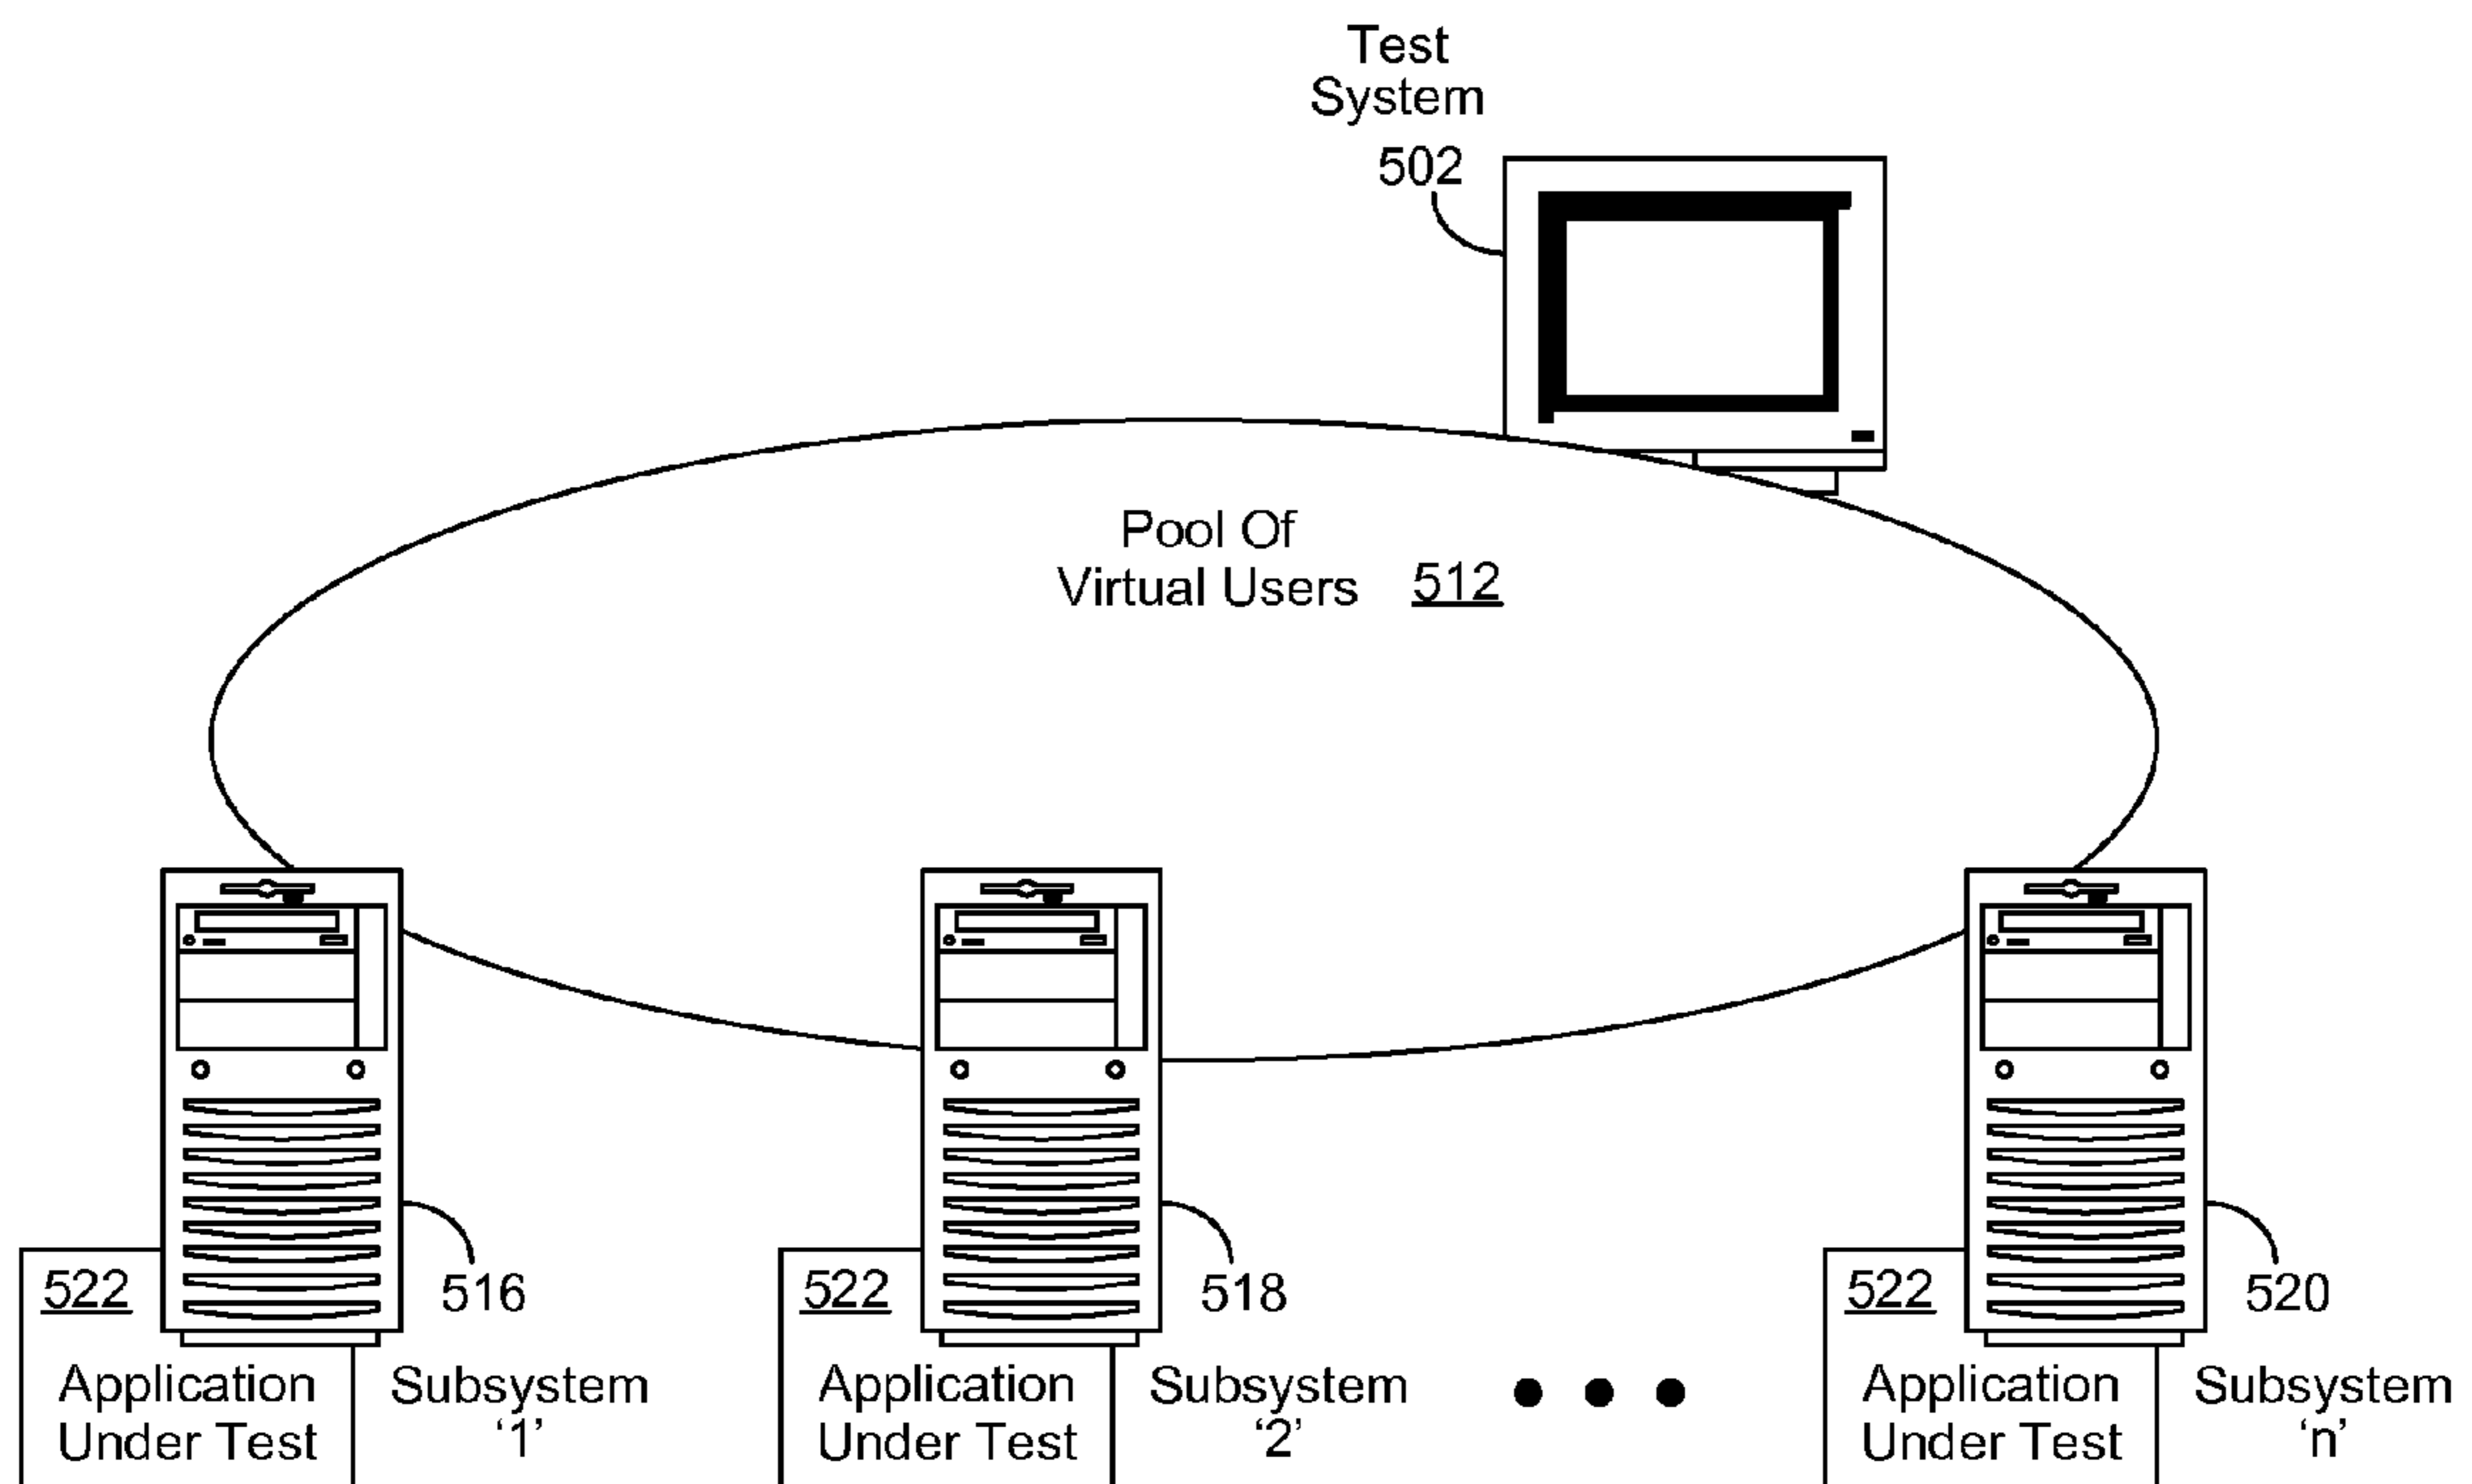 Test
System
502
Pool Of
Virtual Users 512
522
516
Application
Under Test
Subsystem
‘1’
522
518
Application
Under Test
Subsystem
‘2’
522
520
Application
Under Test
Subsystem
‘n’